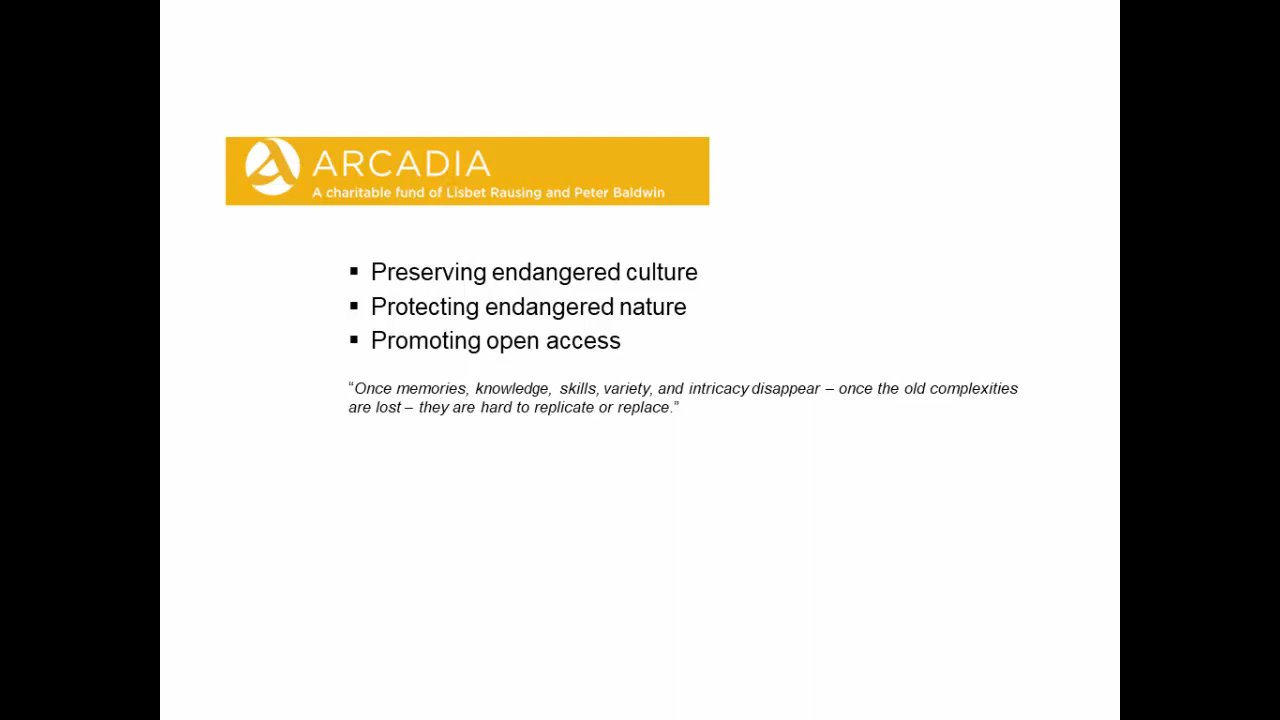 ARCADIA
A charitable fund of Lisbet Rausing and Peter Baldwin
▪ Preserving endangered culture
▪ Protecting endangered nature
▪ Promoting open access
“Once memories, knowledge, skills, variety, and intricacy disappear – once the old complexities
are lost – they are hard to replicate or replace.”